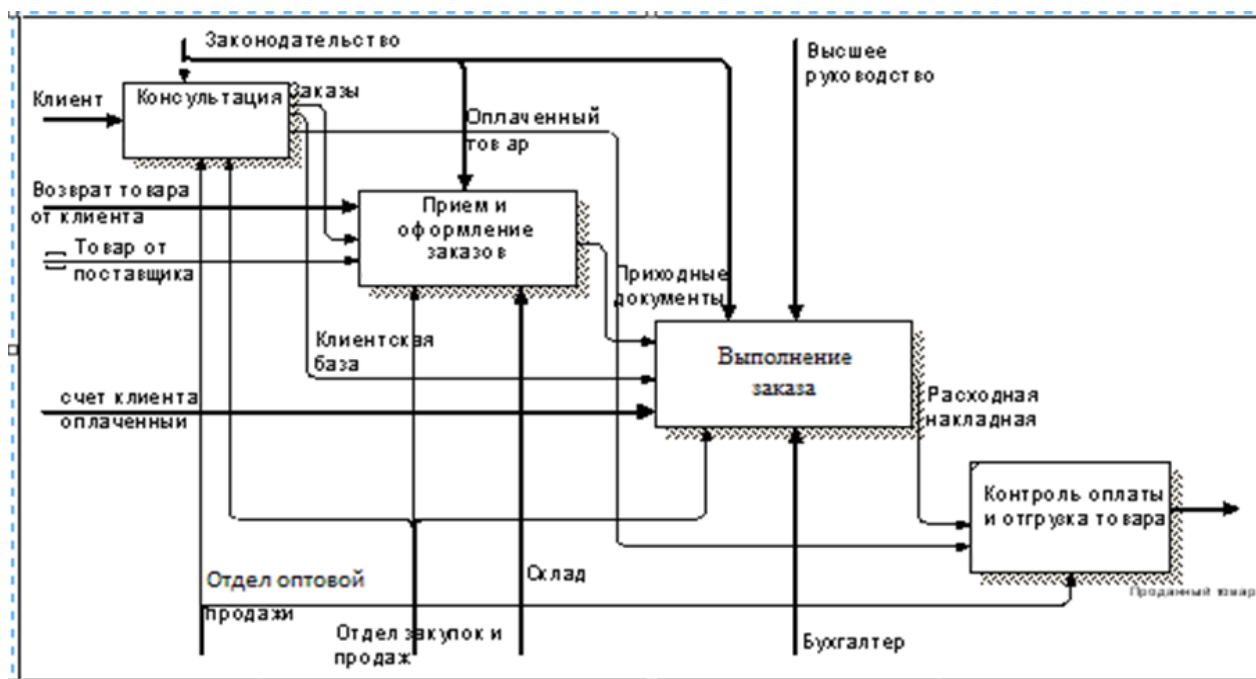 Законодательство
Высшее
руководство
Клиент
Консультация
Заказы
Оплаченный
товар
Возврат товара
от клиента
Прием и
оформление
заказов
Товар от
поставщика
Приходные
документы
Клиентская
база
Выполнение
заказа
счет клиента
оплаченный
Расходная
накладная
Контроль оплаты
и отгрузка товара
Проданный товар
Отдел оптовой
продажи
Склад
Отдел закупок и
продаж
Бухгалтер